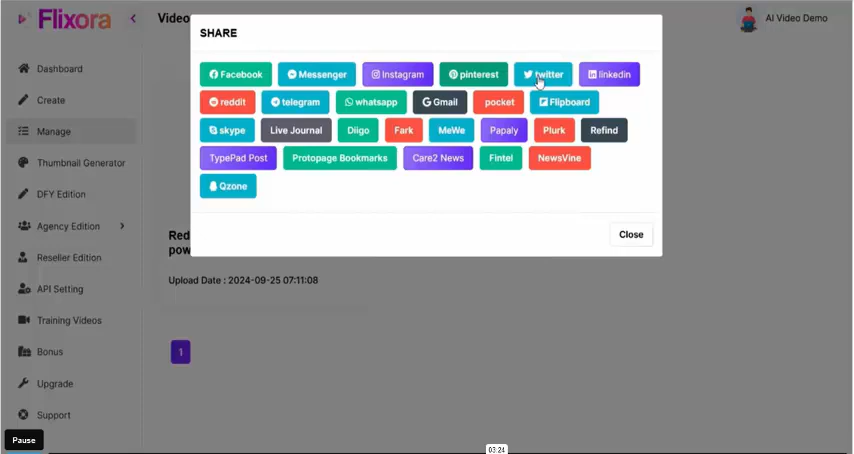 Flixora
Video
AI Video Demo
SHARE
Facebook Messenger Instagram pinterest twitter linkedin
reddit telegram whatsapp Gmail pocket Flipboard
skype Live Journal Diigo Fark MeWe Papaly Plurk Refind
TypePad Post Protopage Bookmarks Care2 News Fintel NewsVine
Qzone
Close
Dashboard
Create
Manage
Thumbnail Generator
DFY Edition
Agency Edition
Reseller Edition
API Setting
Training Videos
Bonus
Upgrade
Support
Red
pow
Upload Date : 2024-09-25 07:11:08
1
Pause
03:24